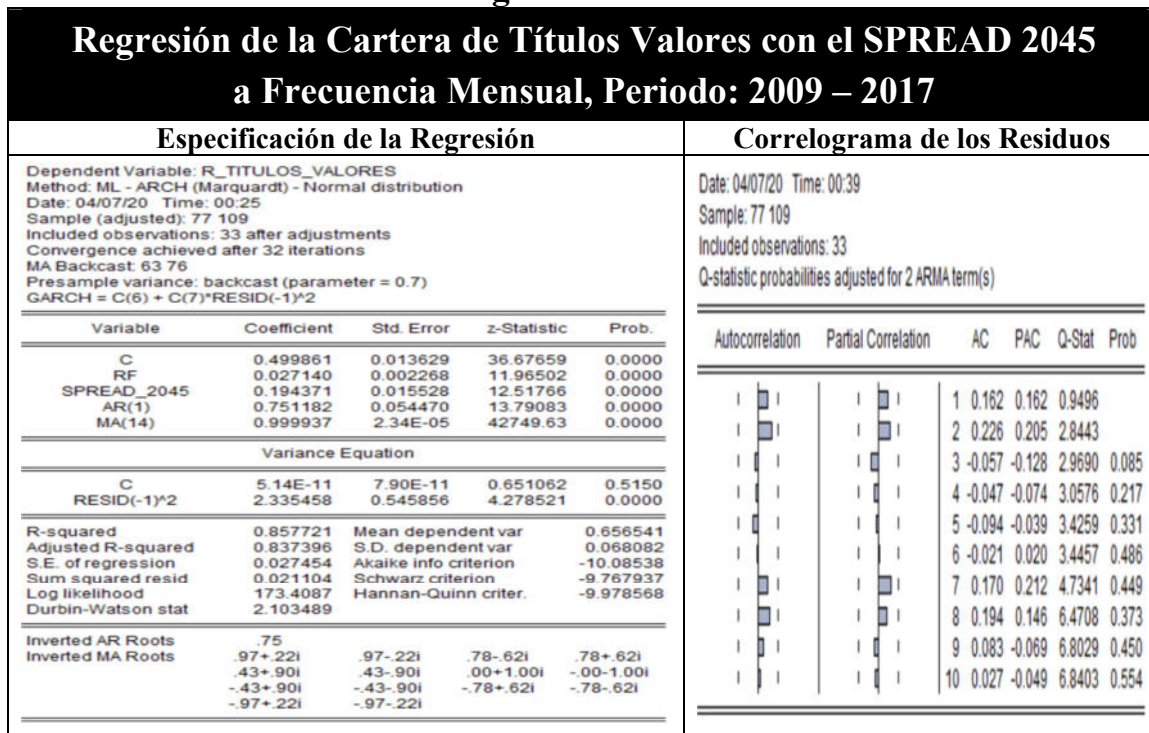 Regresión de la Cartera de Títulos Valores con el SPREAD 2045
a Frecuencia Mensual, Periodo: 2009 – 2017
Especificación de la Regresión
Dependent Variable: R_TITULOS_VALORES
Method: ML - ARCH (Marquardt) - Normal distribution
Date: 04/07/20 Time: 00:25
Sample (adjusted): 77 109
Included observations: 33 after adjustments
Convergence achieved after 32 iterations
MA Backcast: 63 76
Presample variance: backcast (parameter = 0.7)
GARCH = C(6) + C(7)*RESID(-1)^2
Variable Coefficient Std. Error z-Statistic Prob.
C 0.499861 0.013629 36.67659 0.0000
RF 0.027140 0.002268 11.96502 0.0000
SPREAD_2045 0.194371 0.015528 12.51766 0.0000
AR(1) 0.751182 0.054470 13.79083 0.0000
MA(14) 0.999937 2.34E-05 42749.63 0.0000
Variance Equation
C 5.14E-11 7.90E-11 0.651062 0.5150
RESID(-1)^2 2.335458 0.545856 4.278521 0.0000
R-squared 0.857721 Mean dependent var 0.656541
Adjusted R-squared 0.837396 S.D. dependent var 0.068082
S.E. of regression 0.027454 Akaike info criterion -10.08538
Sum squared resid 0.021104 Schwarz criterion -9.767937
Log likelihood 173.4087 Hannan-Quinn criter. -9.978568
Durbin-Watson stat 2.103489
Inverted AR Roots .75
Inverted MA Roots .97+.22i .97-.22i .78-.62i .78+.62i
.43+.90i .43-.90i .00+1.00i -.00-1.00i
-.43+.90i -.43-.90i -.78+.62i -.78-.62i
-.97+.22i -.97-.22i
Correlograma de los Residuos
Date: 04/07/20 Time: 00:39
Sample: 77 109
Included observations: 33
Q-statistic probabilities adjusted for 2 ARMA term(s)
Autocorrelation Partial Correlation AC PAC Q-Stat Prob
1 0.162 0.162 0.9496
2 0.226 0.205 2.8443
3 -0.057 -0.128 2.9690 0.085
4 -0.047 -0.074 3.0576 0.217
5 -0.094 -0.039 3.4259 0.331
6 -0.021 0.020 3.4457 0.486
7 0.170 0.212 4.7341 0.449
8 0.194 0.146 6.4708 0.373
9 0.083 -0.069 6.8029 0.450
10 0.027 -0.049 6.8403 0.554